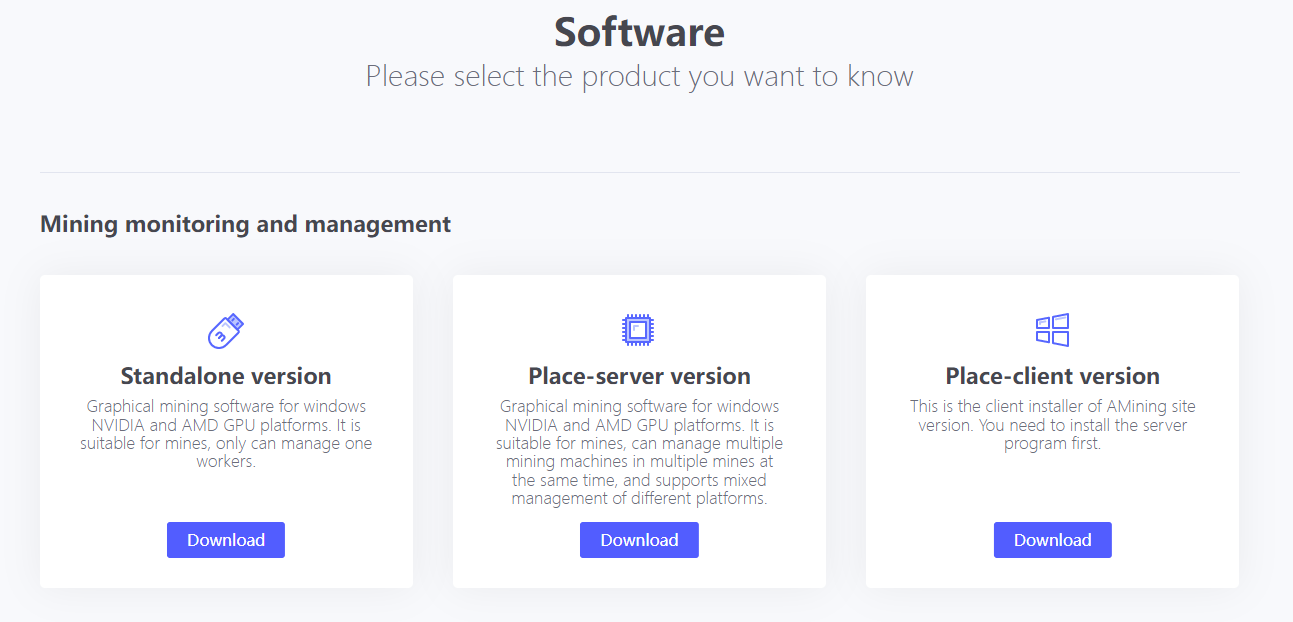 Software
Please select the product you want to know
Mining monitoring and management
Standalone version
Graphical mining software for windows
NVIDIA and AMD GPU platforms. It is
suitable for mines, only can manage one
workers.
Download
Place-server version
Graphical mining software for windows
NVIDIA and AMD GPU platforms. It is
suitable for mines, can manage multiple
mining machines in multiple mines at
the same time, and supports mixed
management of different platforms.
Download
Place-client version
This is the client installer of AMining site
version. You need to install the server
program first.
Download